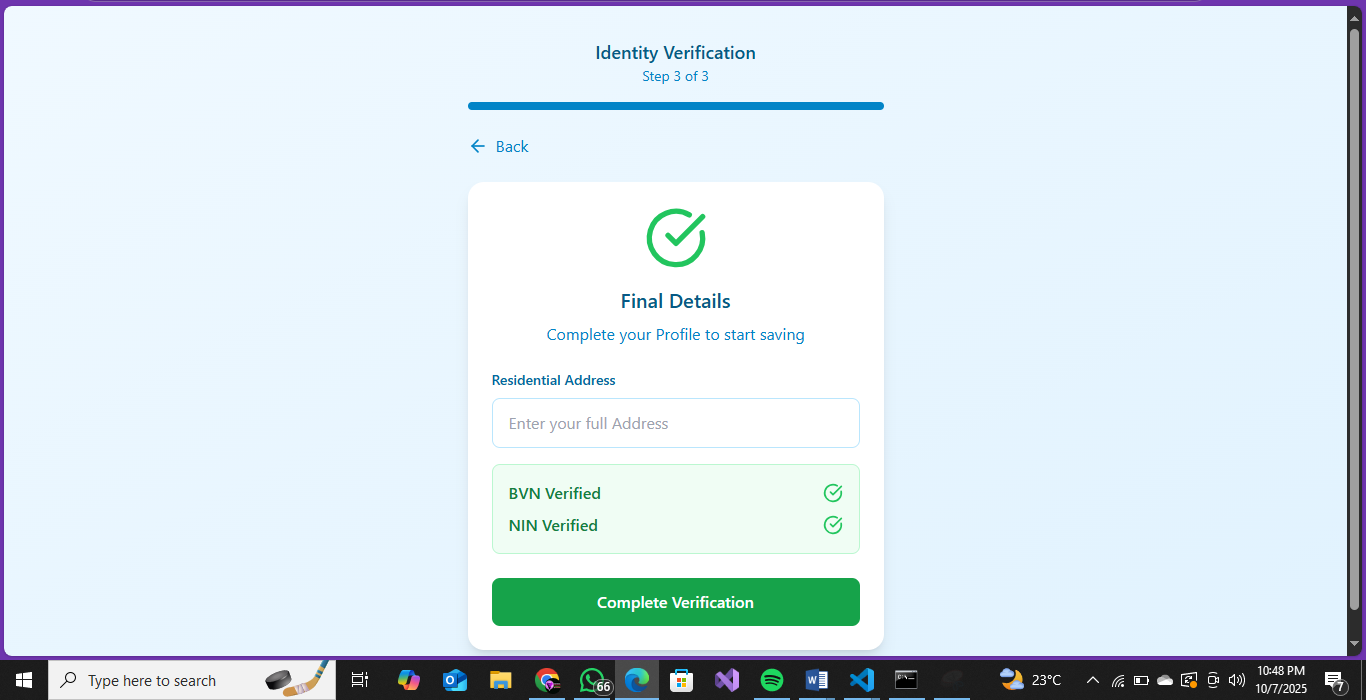 Identity Verification
Step 3 of 3
← Back
Final Details
Complete your Profile to start saving
Residential Address
Enter your full Address
BVN Verified
NIN Verified
Complete Verification
Type here to search
66
23°C
10:48 PM
10/7/2025
7